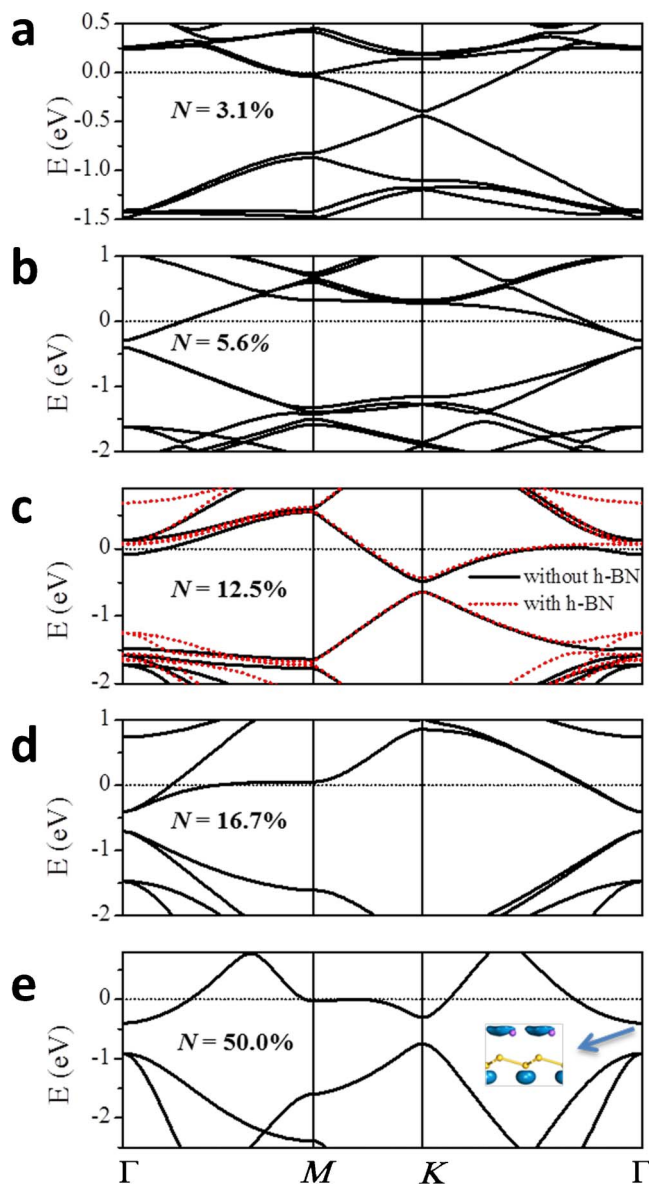 a
E (eV)
0.5
0.0
-0.5
-1.0
-1.5
N = 3.1%
b
E (eV)
1
0
-1
-2
N = 5.6%
c
E (eV)
0
-1
-2
N = 12.5%
without h-BN
with h-BN
d
E (eV)
1
0
-1
-2
N = 16.7%
e
E (eV)
0
-1
-2
N = 50.0%
Γ M K Γ